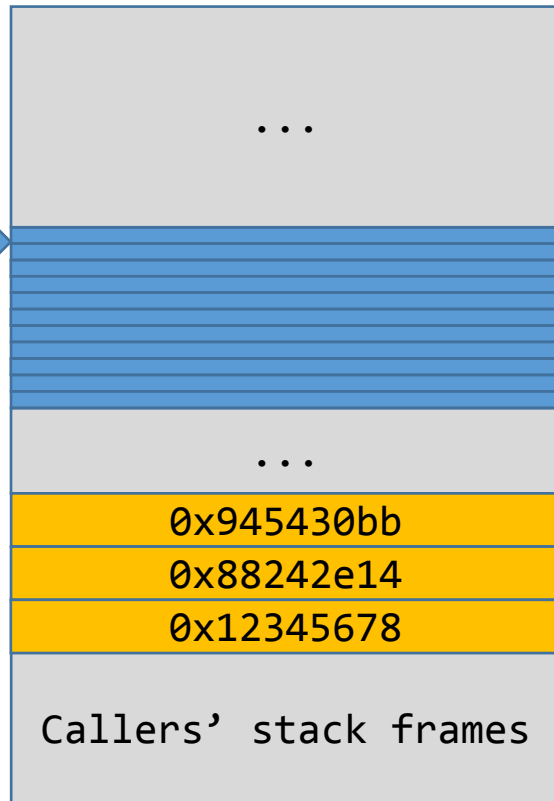 ...
...
0x945430bb
0x88242e14
0x12345678
Callers’ stack frames